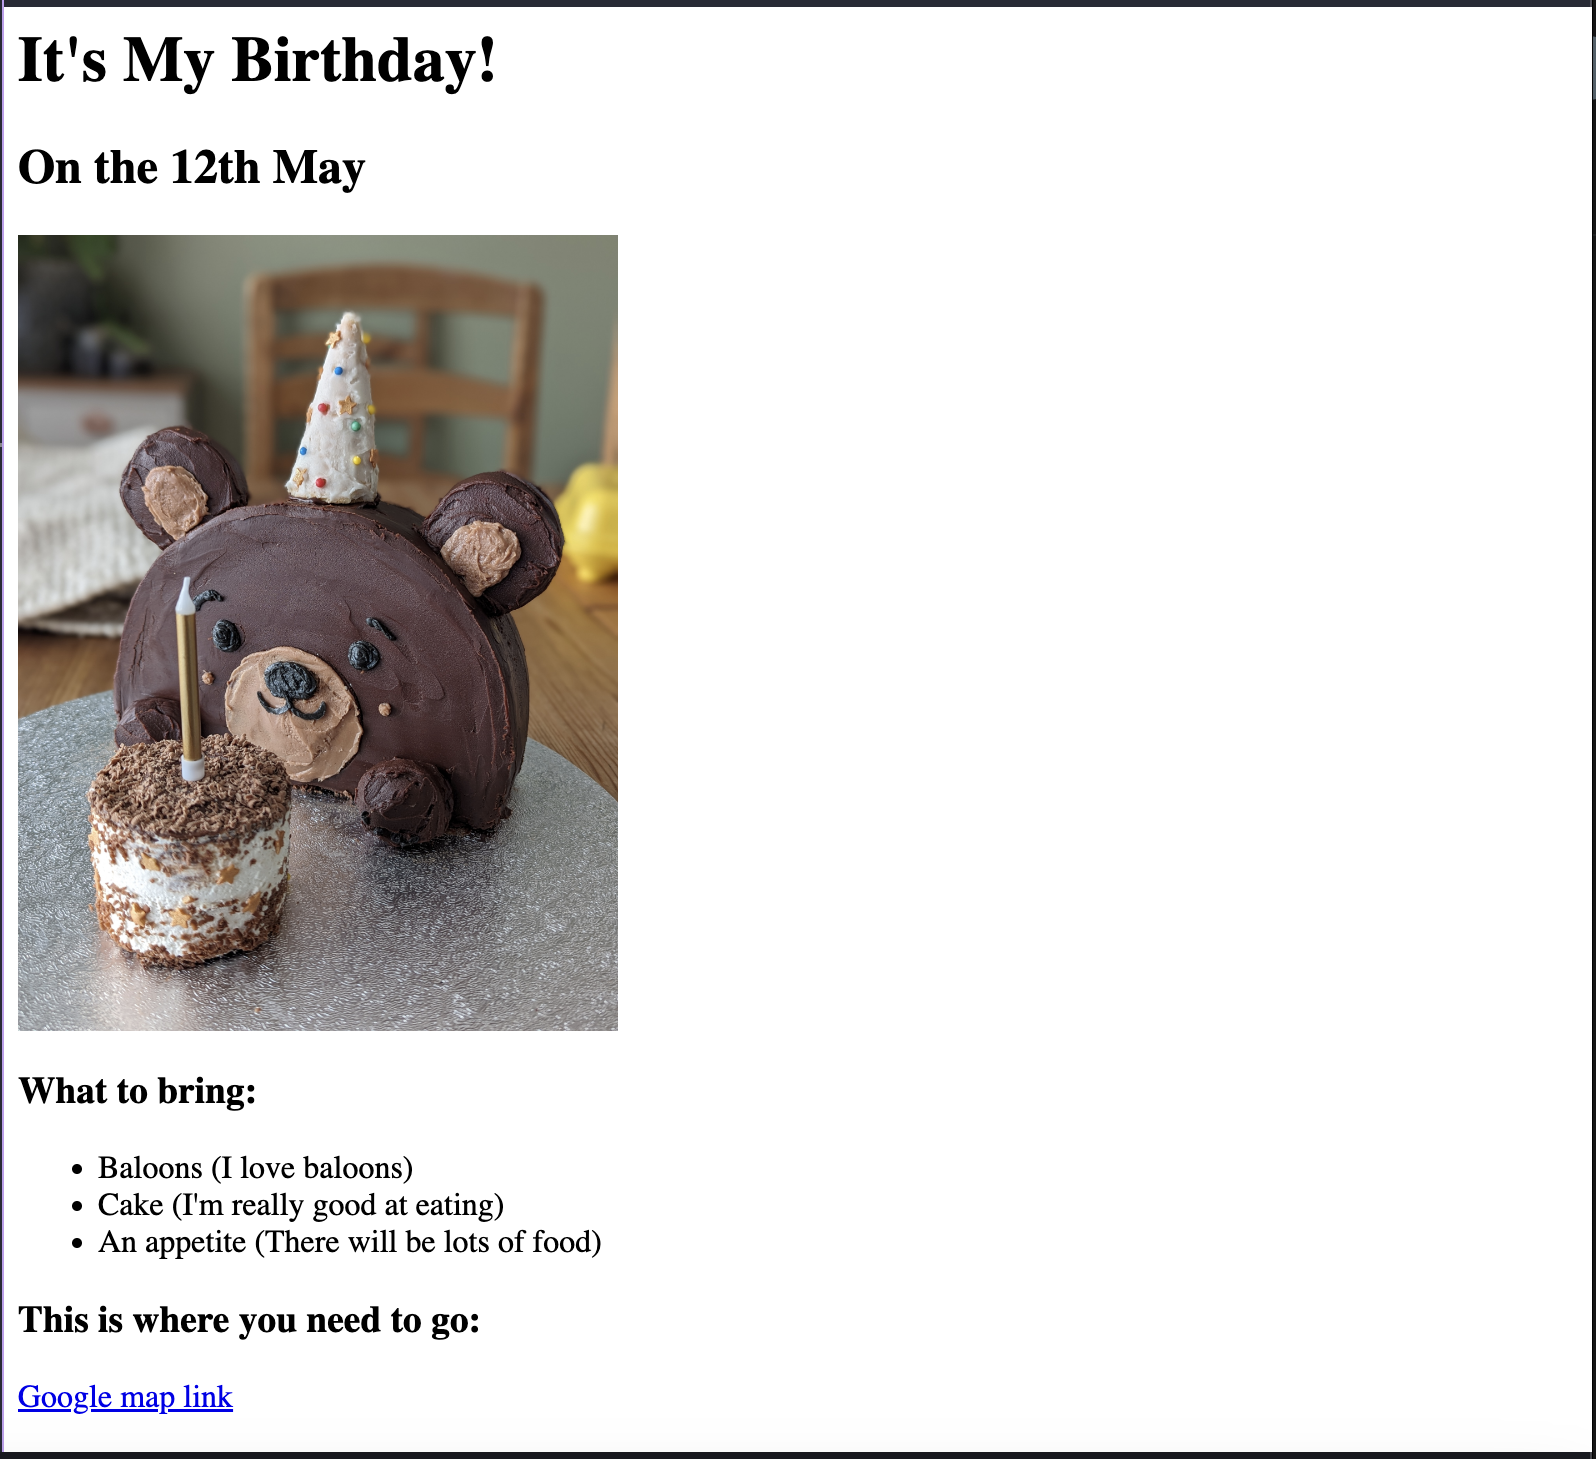 It's My Birthday!
On the 12th May
What to bring:
Baloons (I love baloons)
Cake (I'm really good at eating)
An appetite (There will be lots of food)
This is where you need to go:
Google map link